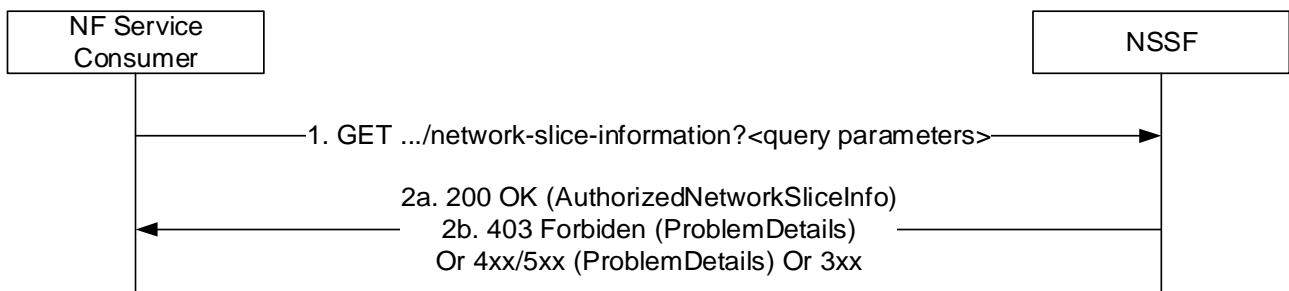 NF Service
Consumer
NSSF
1. GET .../network-slice-information?<query parameters>
2a. 200 OK (AuthorizedNetworkSliceInfo)
2b. 403 Forbiden (ProblemDetails)
Or 4xx/5xx (ProblemDetails) Or 3xx